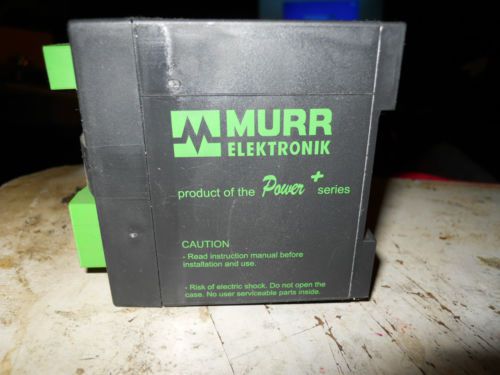 MURR
ELEKTRONIK
product of the Power + series
CAUTION
- Read instruction manual before
installation and use.
- Risk of electric shock. Do not open the
case. No user serviceable parts inside.